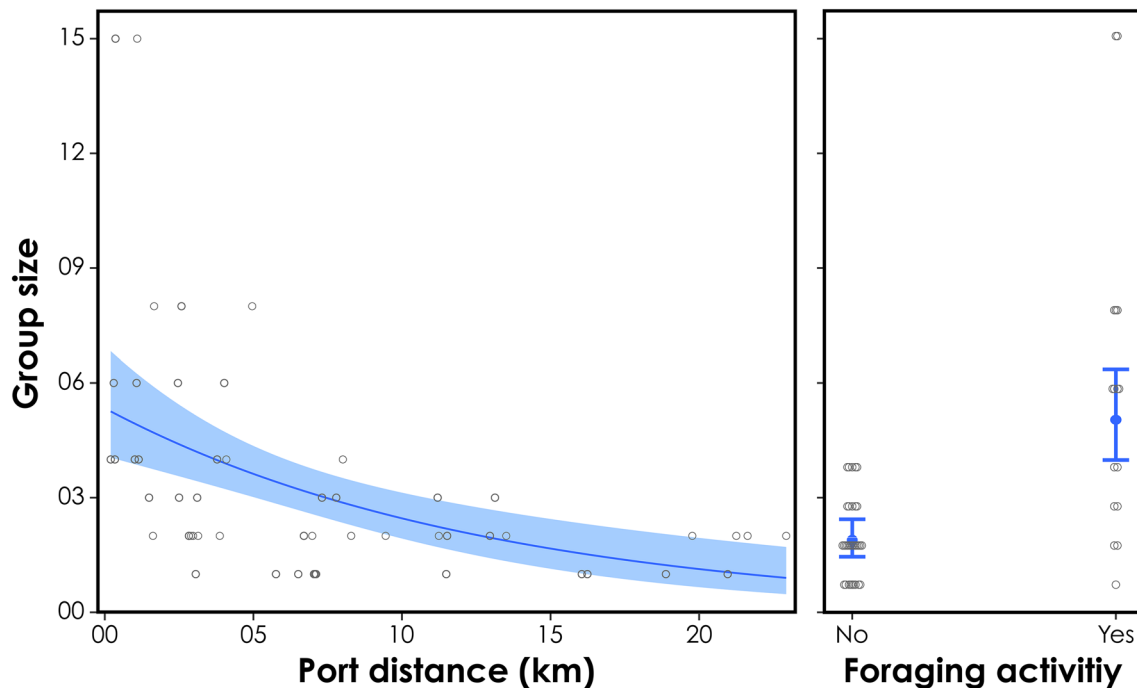 Group size
15
12
09
06
03
00
00 05 10 15 20
Port distance (km)
No Yes
Foraging activitiy